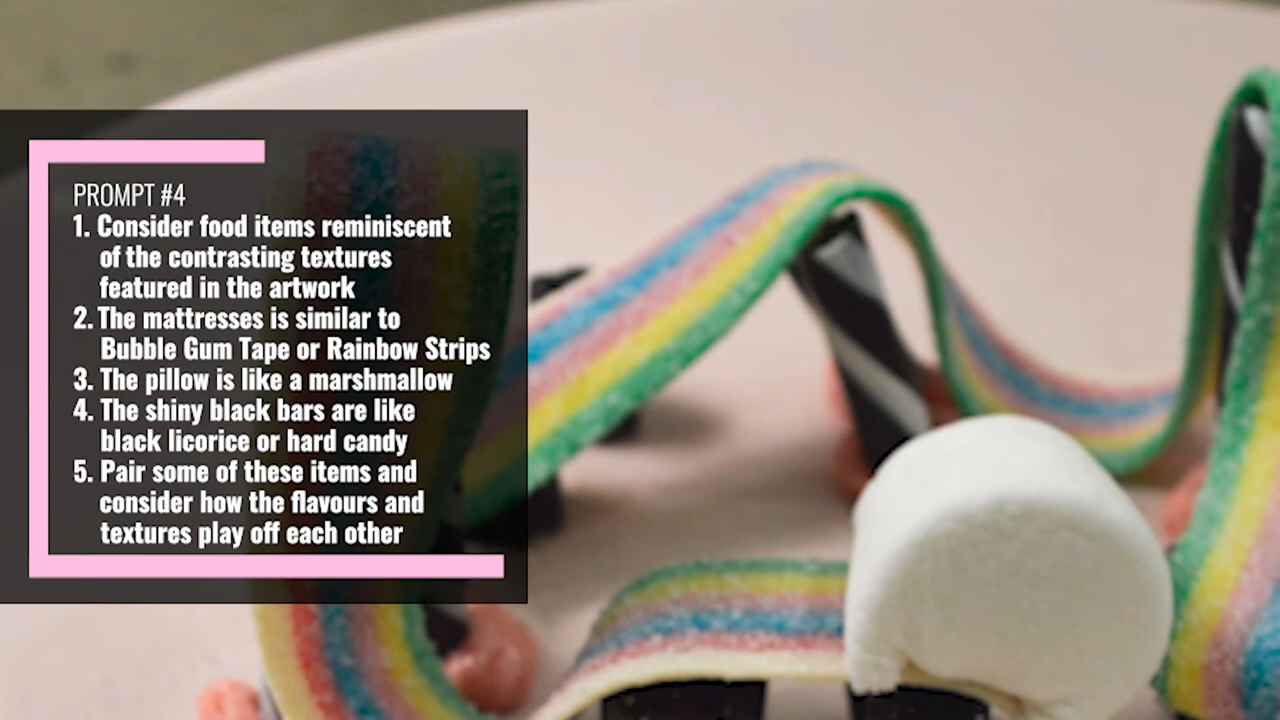 PROMPT #4
1. Consider food items reminiscent
of the contrasting textures
featured in the artwork
2. The mattresses is similar to
Bubble Gum Tape or Rainbow Strips
3. The pillow is like a marshmallow
4. The shiny black bars are like
black licorice or hard candy
5. Pair some of these items and
consider how the flavours and
textures play off each other